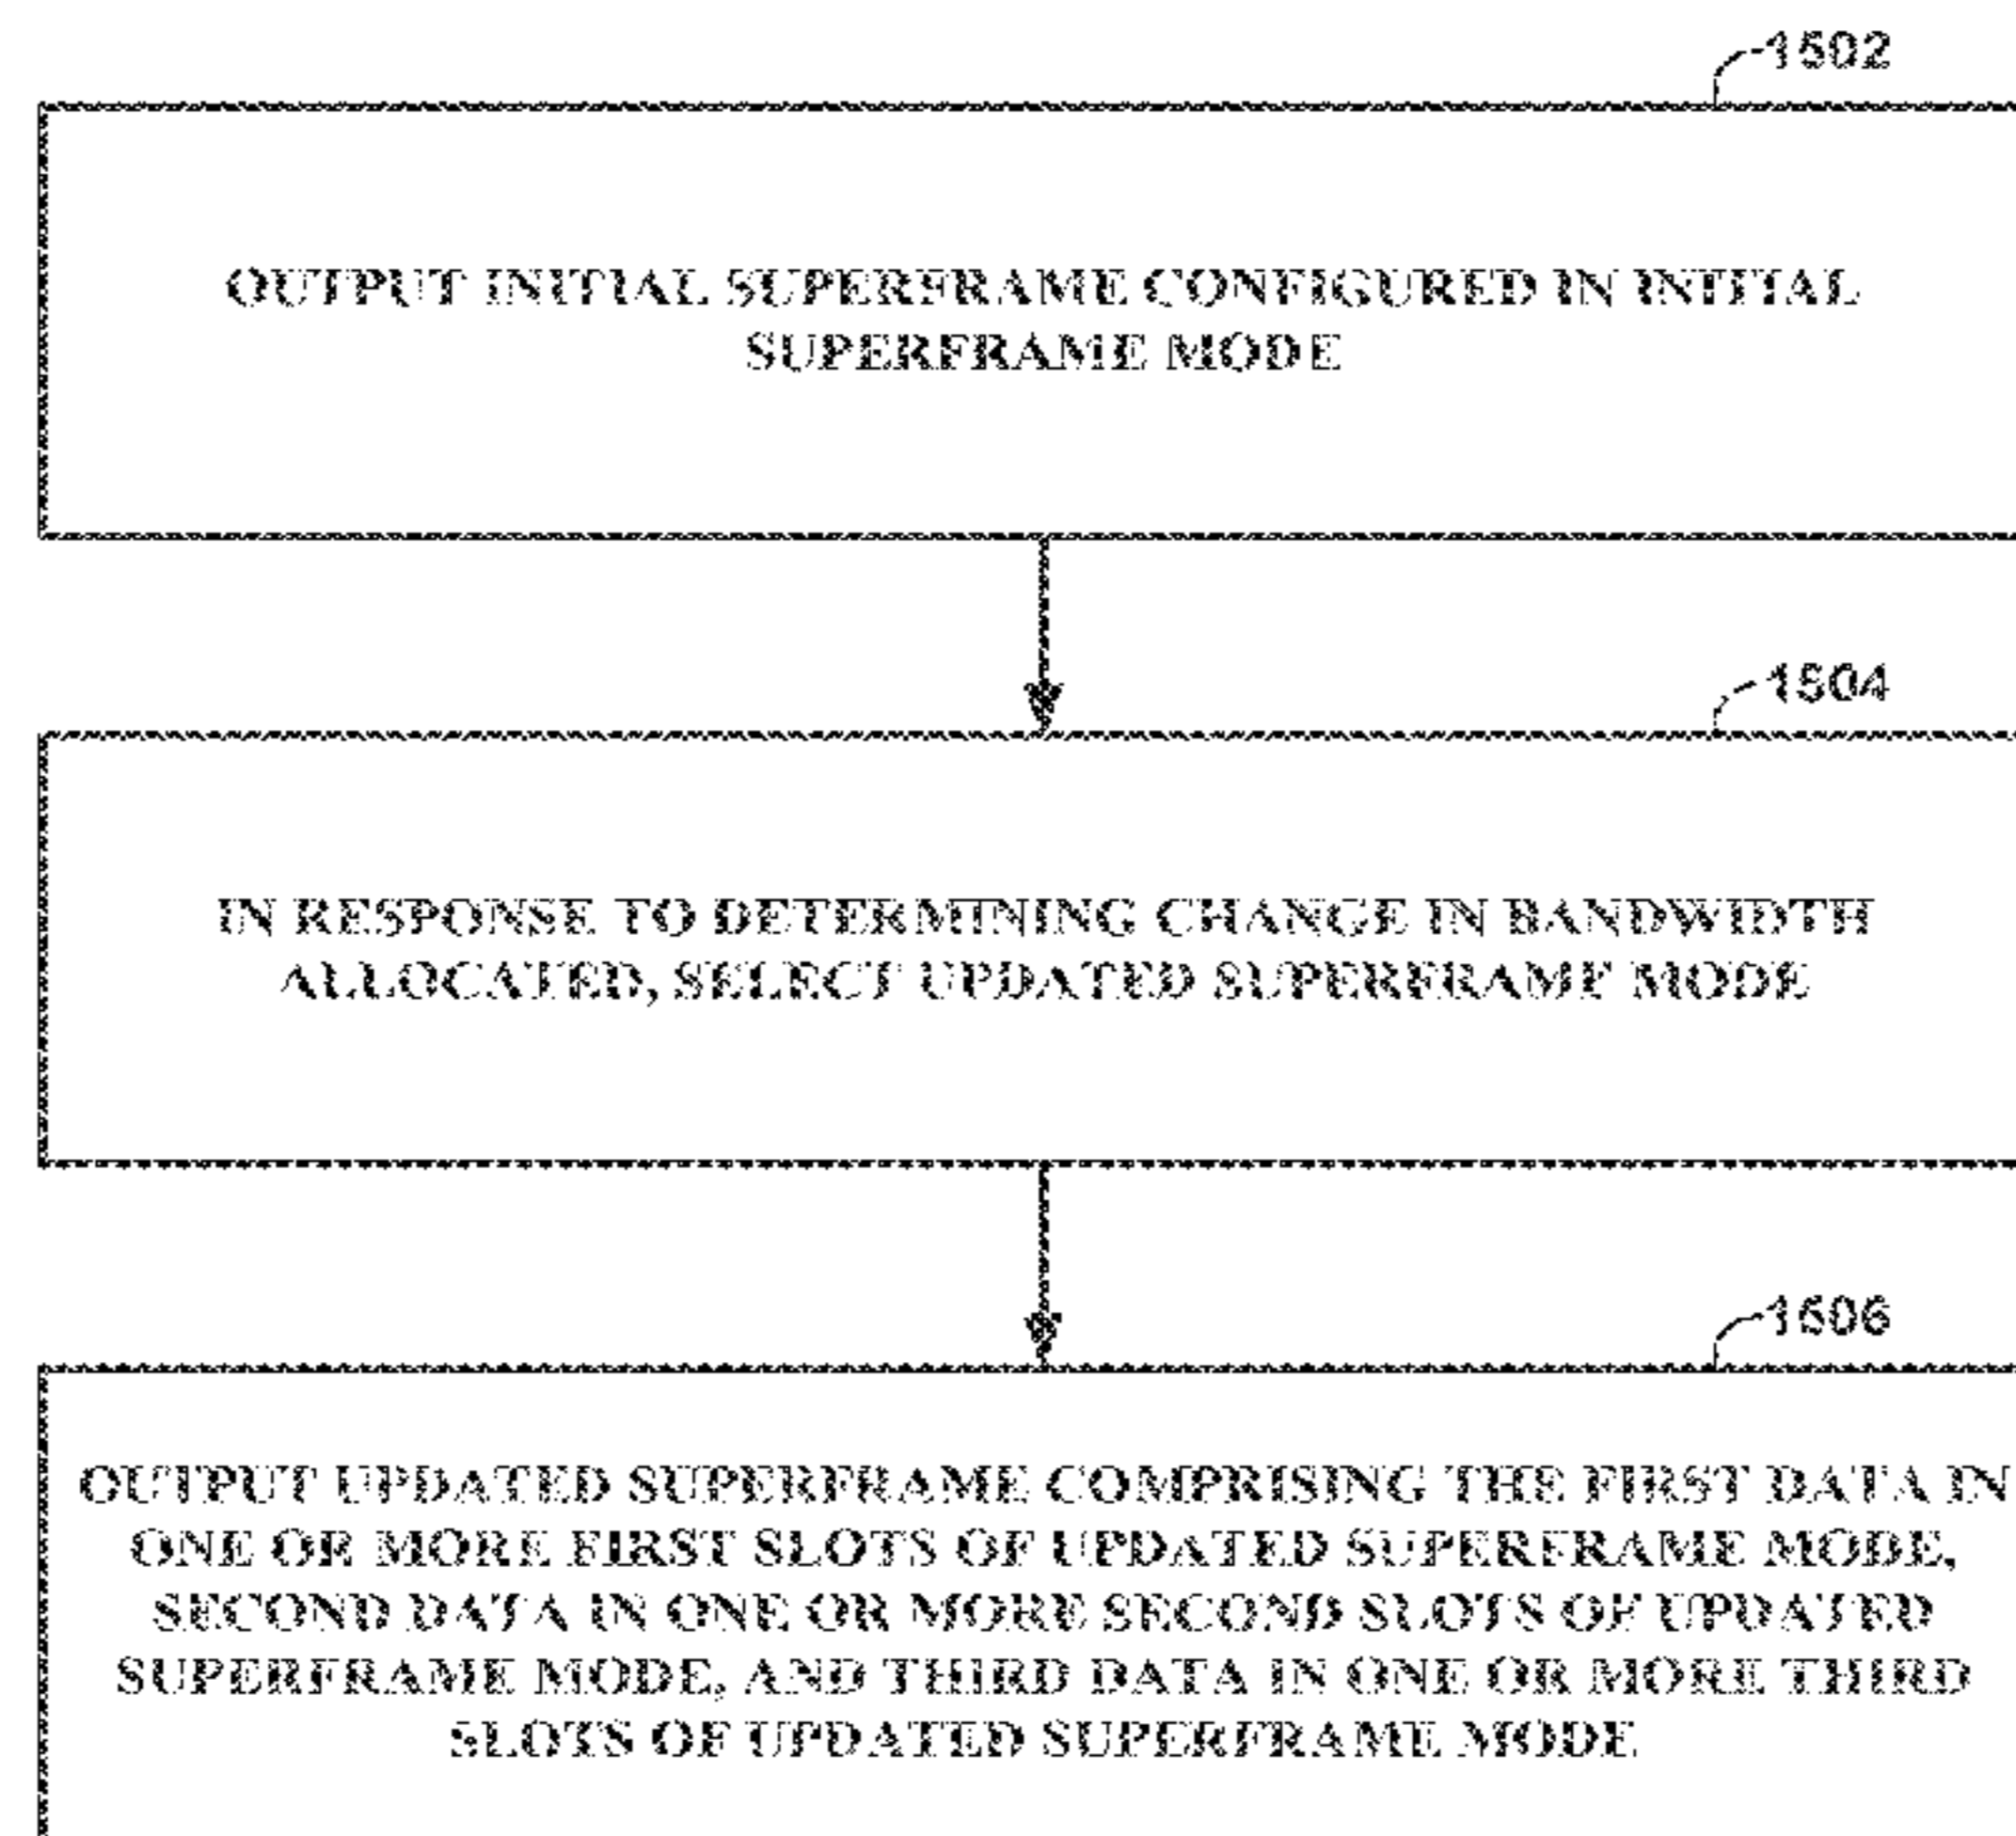 1502
OUTPUT INITIAL SUPERFRAME CONFIGURED IN INITIAL
SUPERFRAME MODE
1504
IN RESPONSE TO DETERMINING CHANGE IN BANDWIDTH
ALLOCATED, SELECT UPDATED SUPERFRAME MODE
1506
OUTPUT UPDATED SUPERFRAME COMPRISING THE FIRST DATA IN
ONE OR MORE FIRST SLOTS OF UPDATED SUPERFRAME MODE,
SECOND DATA IN ONE OR MORE SECOND SLOTS OF UPDATED
SUPERFRAME MODE, AND THIRD DATA IN ONE OR MORE THIRD
SLOTS OF UPDATED SUPERFRAME MODE